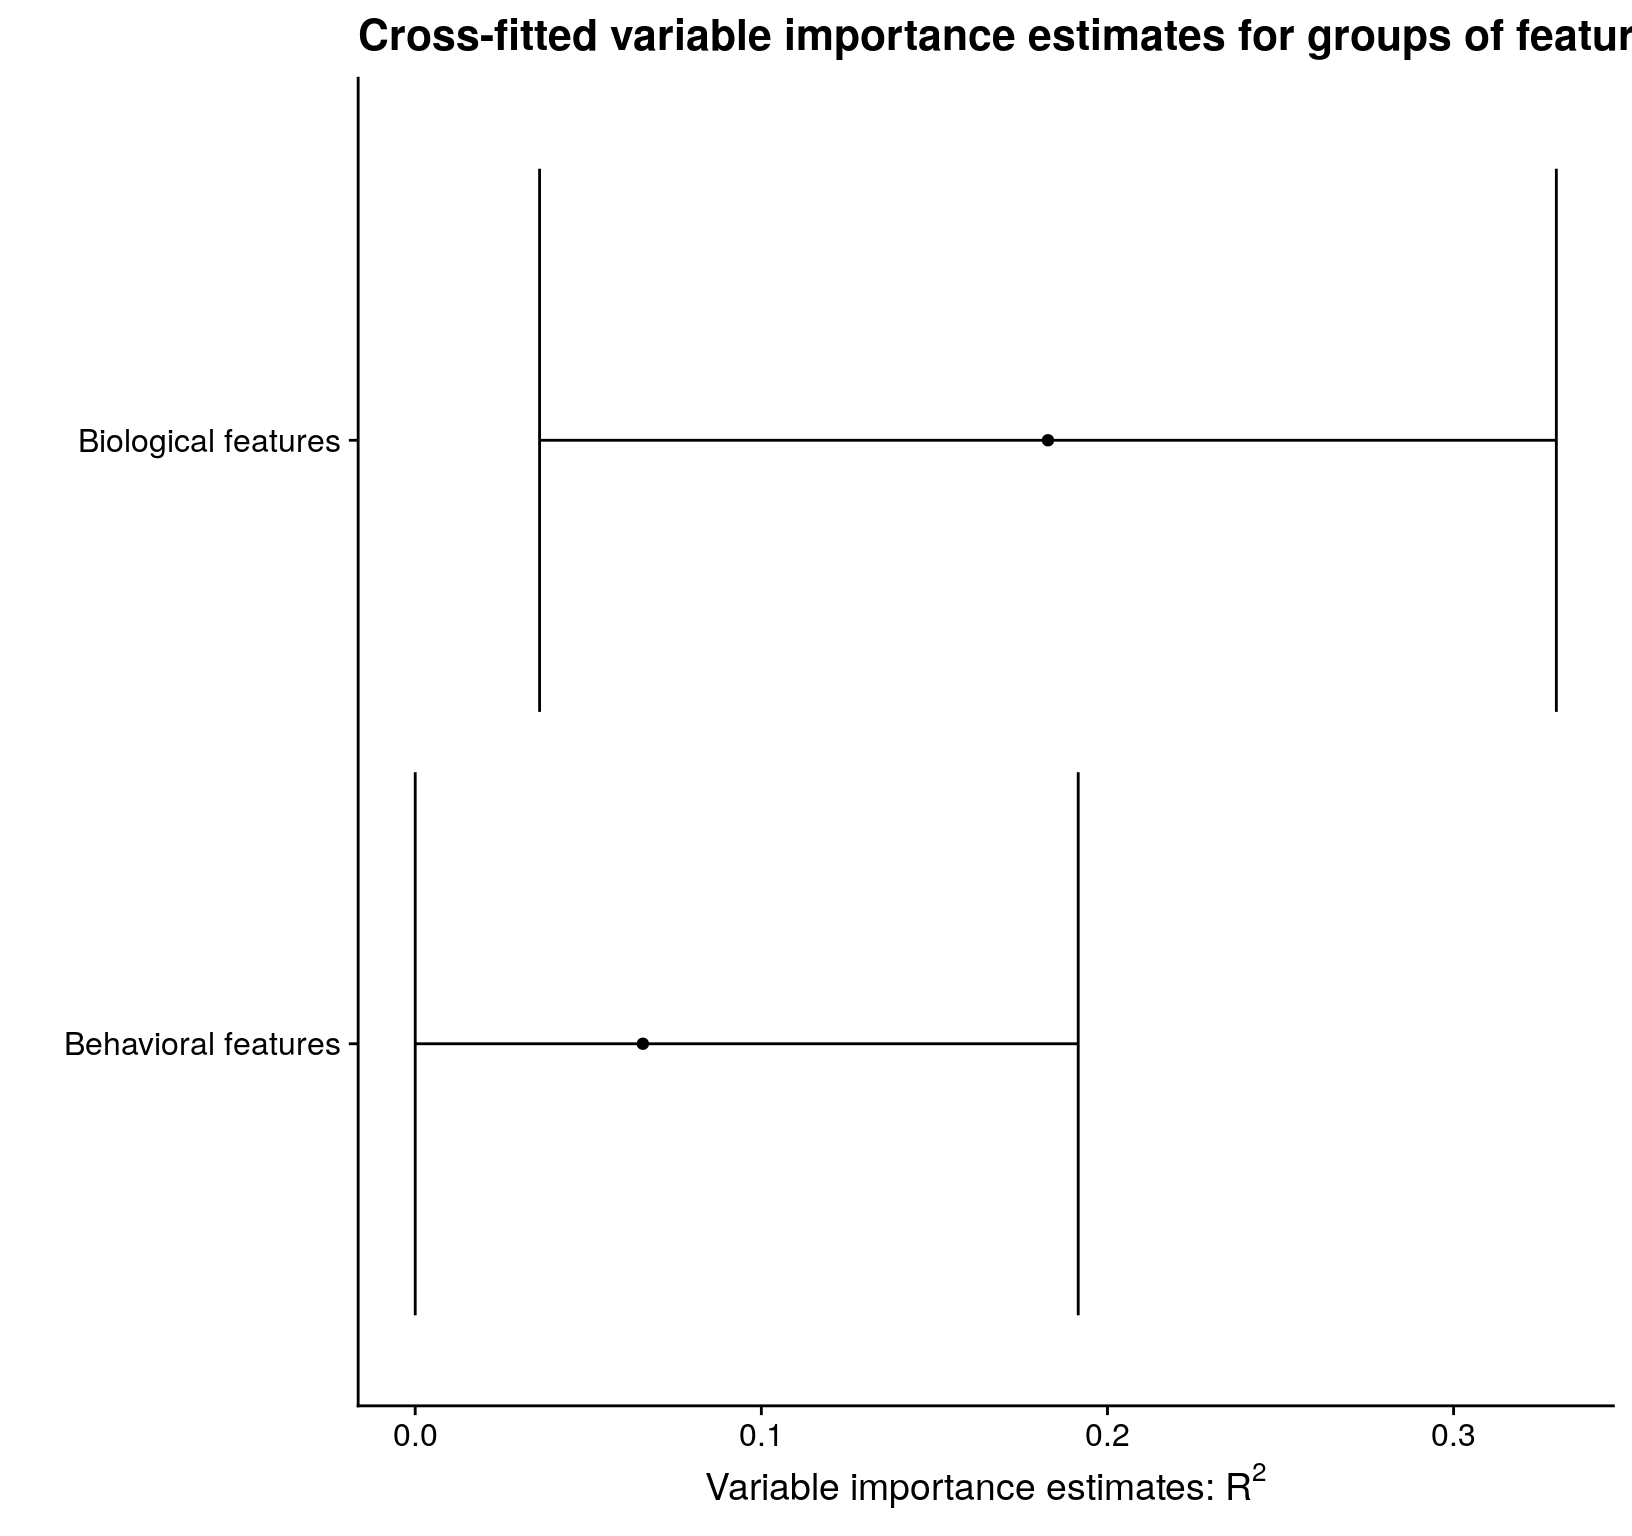 Cross-fitted variable importance estimates for groups of featur
Biological features
Behavioral features
0.0 0.1 0.2 0.3
Variable importance estimates: R²